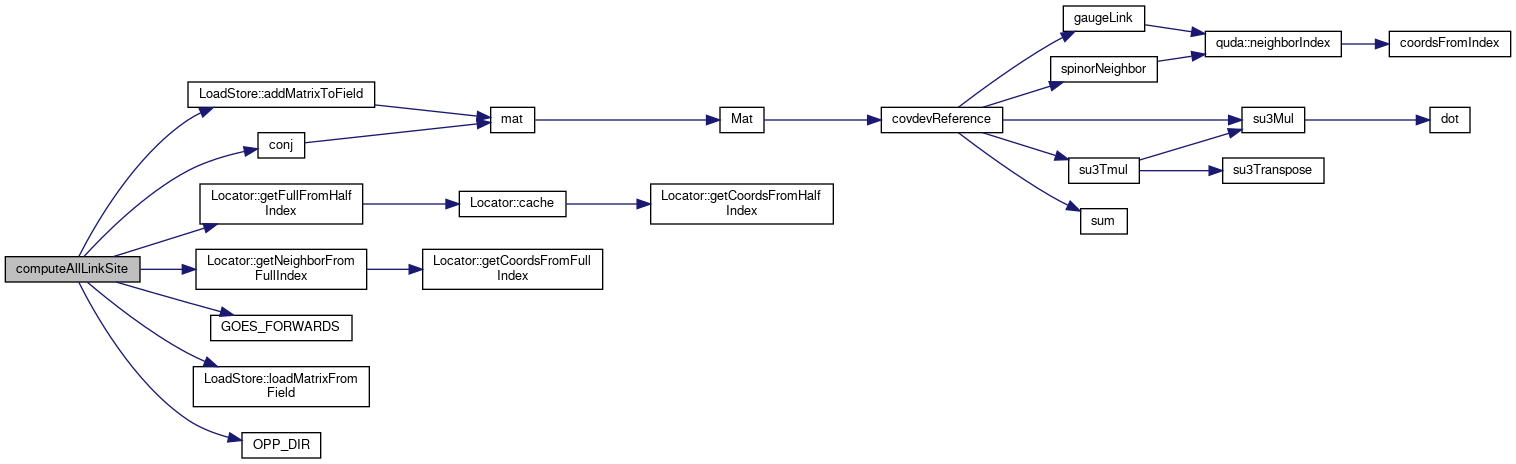 computeAllLinkSite
LoadStore::addMatrixToField
conj
Locator::getFullFromHalf
Index
Locator::getNeighborFrom
FullIndex
GOES_FORWARDS
LoadStore::loadMatrixFrom
Field
OPP_DIR
mat
Locator::cache
Locator::getCoordsFromFull
Index
Mat
Locator::getCoordsFromHalf
Index
covdevReference
gaugeLink
spinorNeighbor
su3Tmul
sum
quda::neighborIndex
su3Mul
su3Transpose
coordsFromIndex
dot